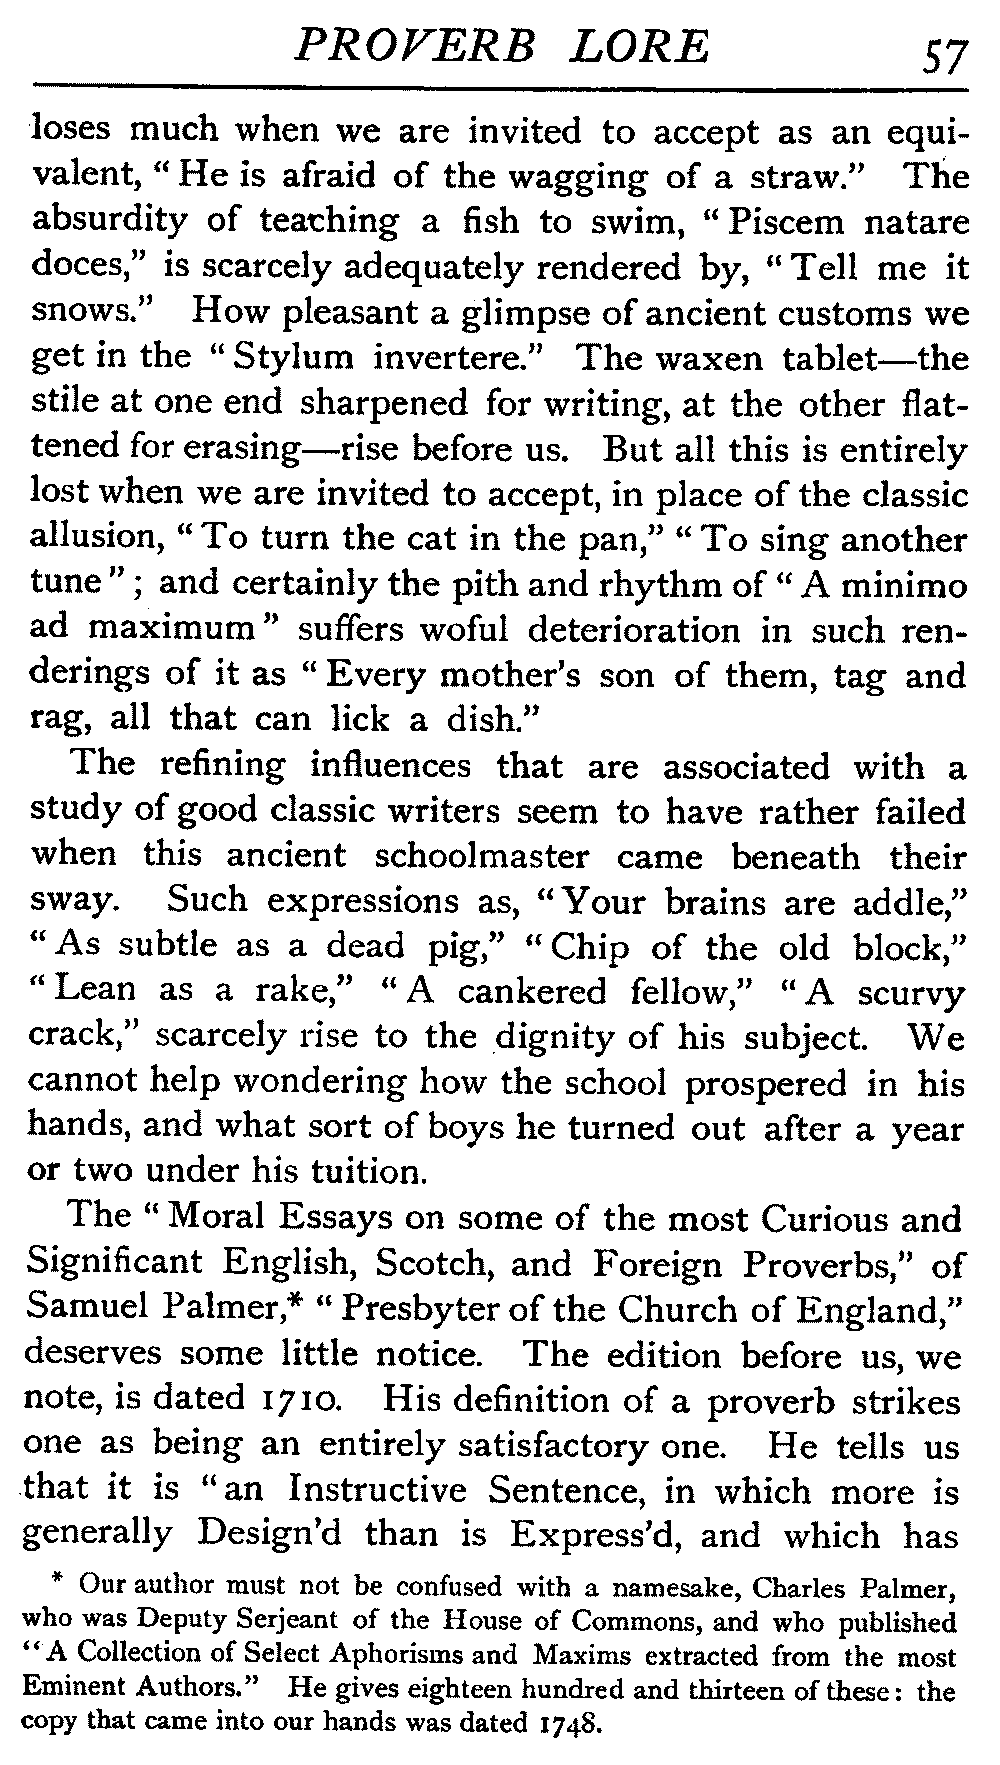 PROVERB LORE 57
loses much when we are invited to accept as an equi-
valent, “He is afraid of the wagging of a straw.” The
absurdity of teaching a fish to swim, “Piscem natare
doces,” is scarcely adequately rendered by, “Tell me it
snows.” How pleasant a glimpse of ancient customs we
get in the “Stylum invertere.” The waxen tablet—the
stile at one end sharpened for writing, at the other flat-
tened for erasing—rise before us. But all this is entirely
lost when we are invited to accept, in place of the classic
allusion, “To turn the cat in the pan,” “To sing another
tune”; and certainly the pith and rhythm of “A minimo
ad maximum” suffers woful deterioration in such ren-
derings of it as “Every mother’s son of them, tag and
rag, all that can lick a dish.”
The refining influences that are associated with a
study of good classic writers seem to have rather failed
when this ancient schoolmaster came beneath their
sway. Such expressions as, “Your brains are addle,”
“As subtle as a dead pig,” “Chip of the old block,”
“Lean as a rake,” “A cankered fellow,” “A scurvy
crack,” scarcely rise to the dignity of his subject. We
cannot help wondering how the school prospered in his
hands, and what sort of boys he turned out after a year
or two under his tuition.
The “Moral Essays on some of the most Curious and
Significant English, Scotch, and Foreign Proverbs,” of
Samuel Palmer,* “Presbyter of the Church of England,”
deserves some little notice. The edition before us, we
note, is dated 1710. His definition of a proverb strikes
one as being an entirely satisfactory one. He tells us
that it is “an Instructive Sentence, in which more is
generally Design’d than is Express’d, and which has
* Our author must not be confused with a namesake, Charles Palmer,
who was Deputy Serjeant of the House of Commons, and who published
“A Collection of Select Aphorisms and Maxims extracted from the most
Eminent Authors.” He gives eighteen hundred and thirteen of these: the
copy that came into our hands was dated 1748.